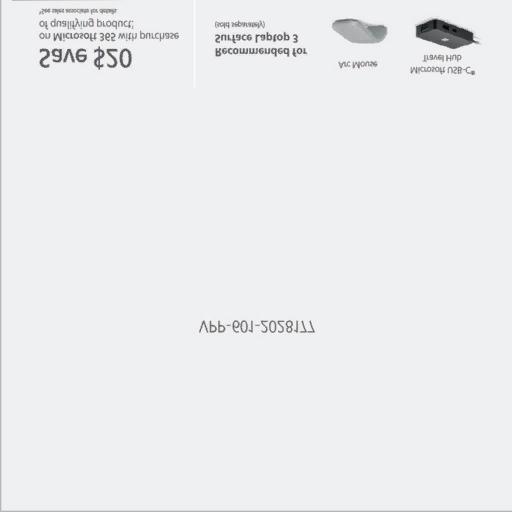 VPP-601-2028177
Save $20
on Microsoft 365 with purchase
of qualifying product.*
*See sales associate for details.
Recommended for
Surface Laptop 3
(sold separately)
Arc Mouse
Microsoft USB-C®
Travel Hub